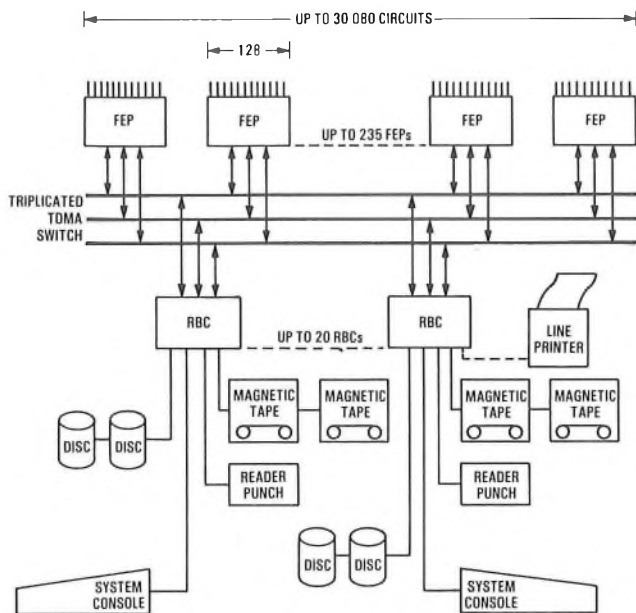 UP TO 30 080 CIRCUITS
128
FEP
FEP
FEP
FEP
UP TO 235 FEPs
TRIPLICATED
TDMA
SWITCH
RBC
UP TO 20 RBCs
RBC
LINE
PRINTER
MAGNETIC
TAPE
MAGNETIC
TAPE
MAGNETIC
TAPE
MAGNETIC
TAPE
DISC
DISC
READER
PUNCH
READER
PUNCH
DISC
DISC
SYSTEM
CONSOLE
SYSTEM
CONSOLE